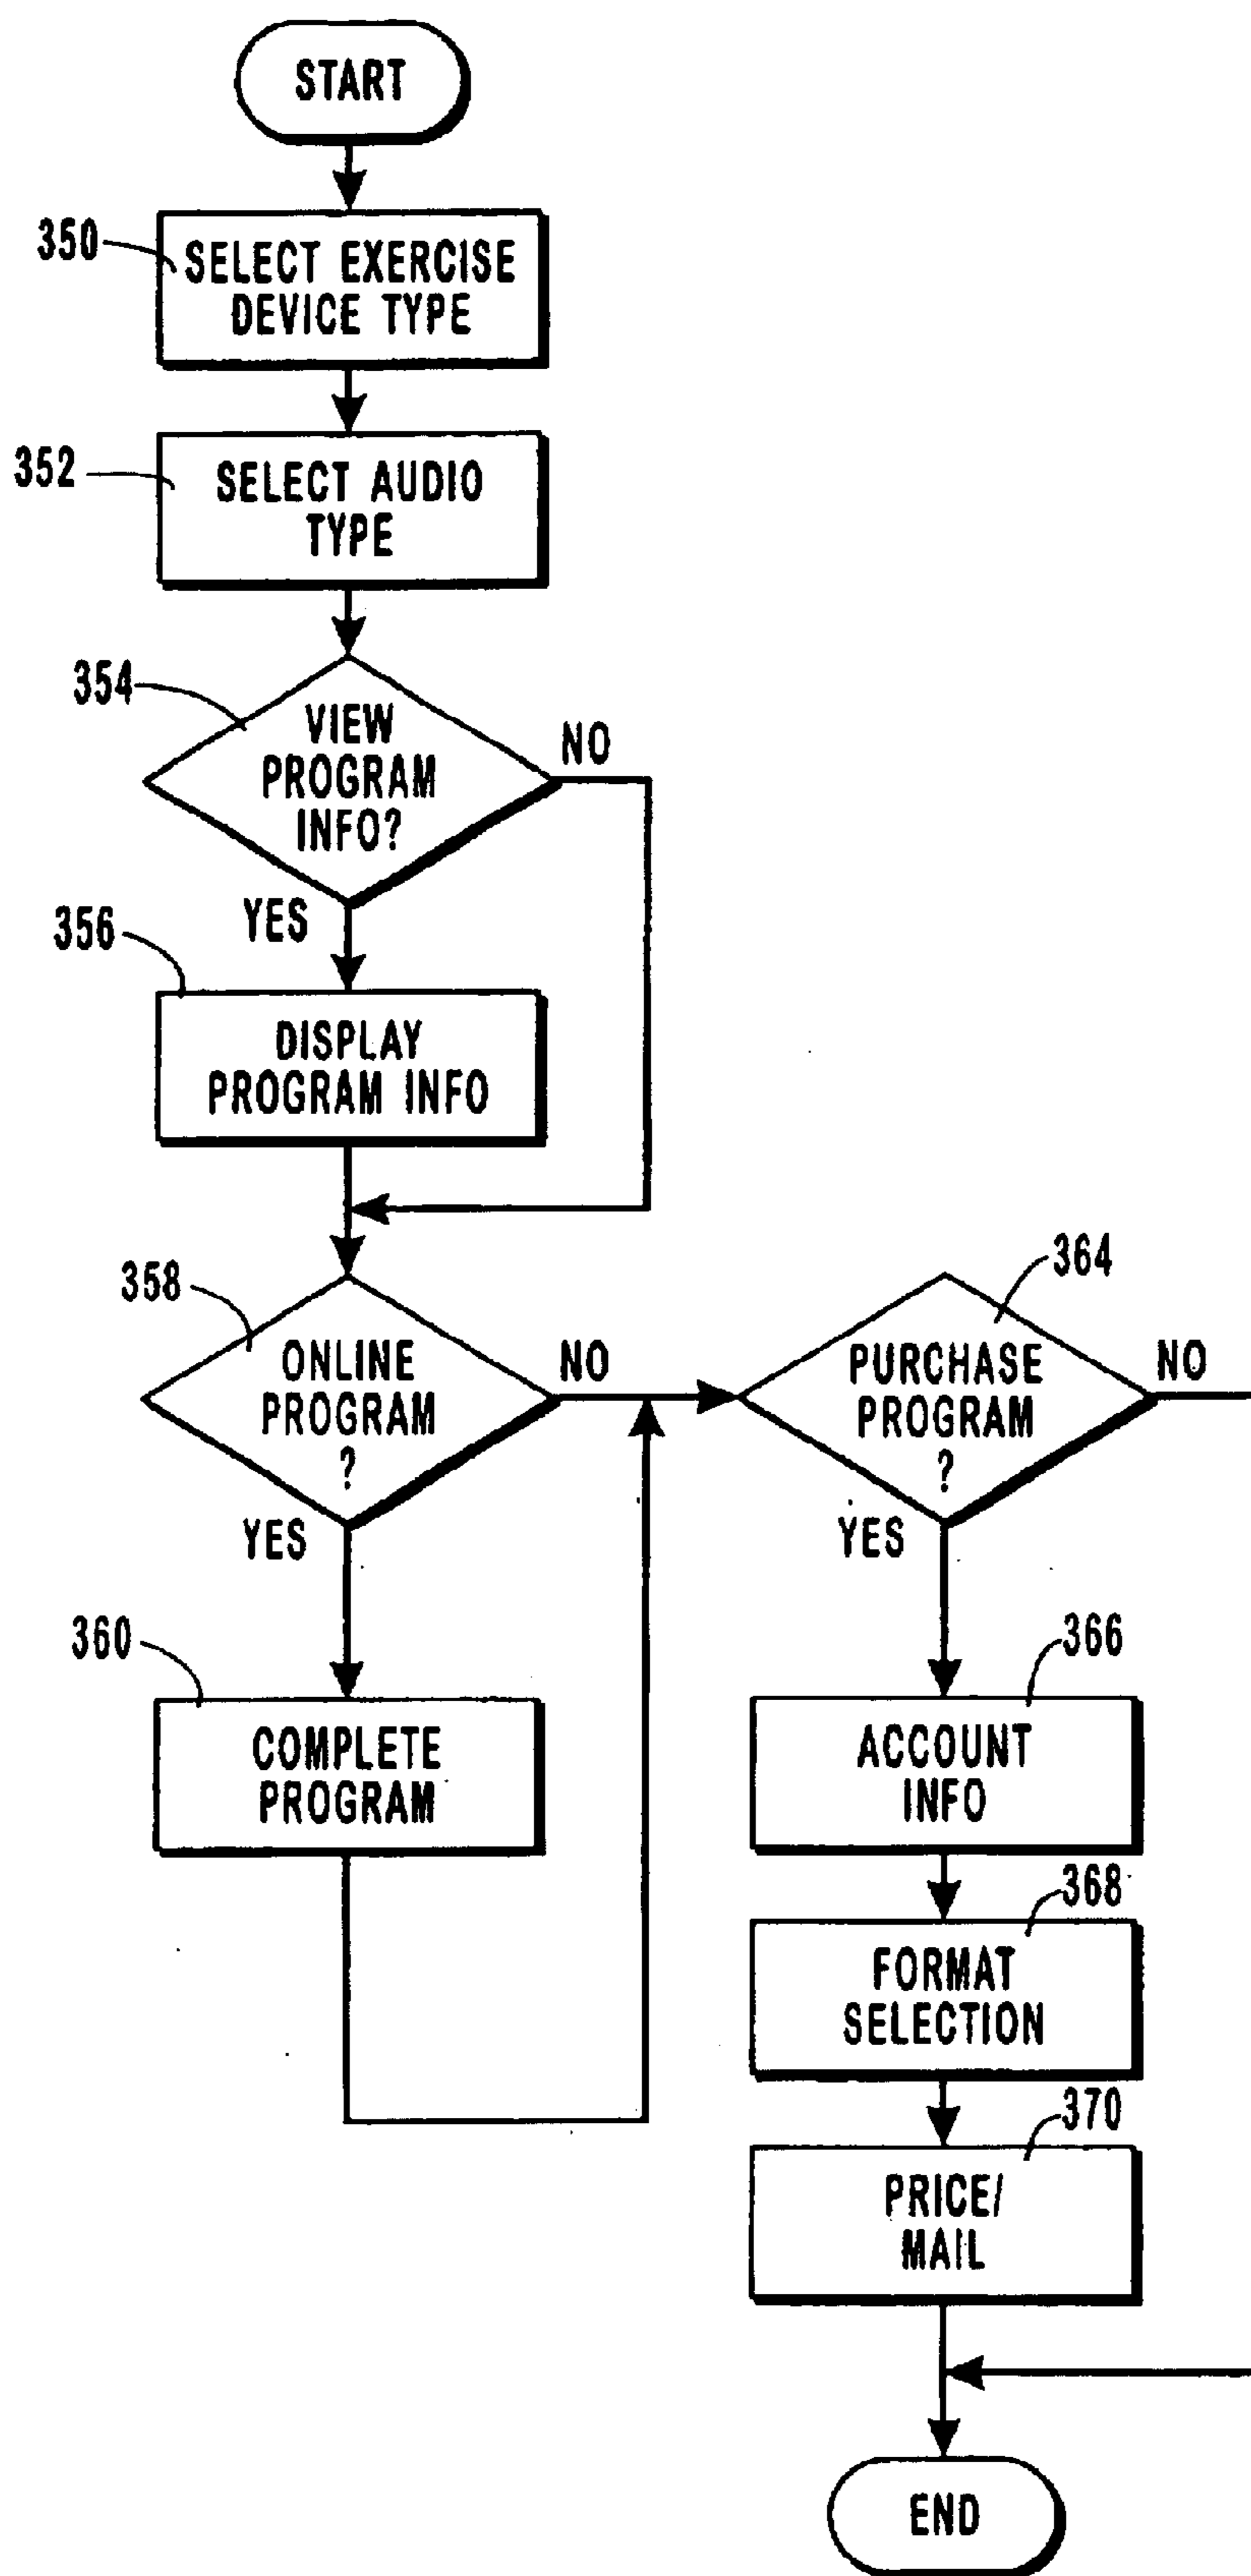 START
350
SELECT EXERCISE
DEVICE TYPE
352
SELECT AUDIO
TYPE
354
VIEW
PROGRAM
INFO?
NO
YES
356
DISPLAY
PROGRAM INFO
358
ONLINE
PROGRAM
?
NO
YES
360
COMPLETE
PROGRAM
364
PURCHASE
PROGRAM
?
NO
YES
366
ACCOUNT
INFO
368
FORMAT
SELECTION
370
PRICE/
MAIL
END